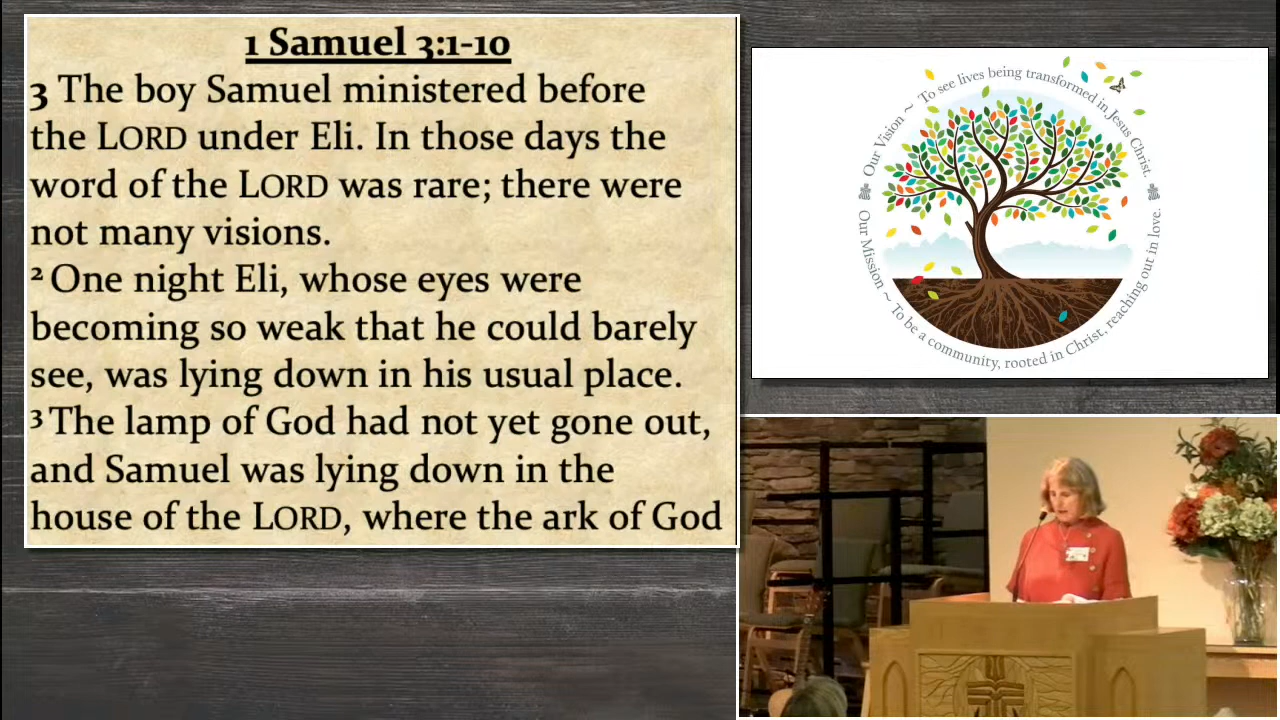 1 Samuel 3:1-10
3 The boy Samuel ministered before
the LORD under Eli. In those days the
word of the LORD was rare; there were
not many visions.
2 One night Eli, whose eyes were
becoming so weak that he could barely
see, was lying down in his usual place.
3 The lamp of God had not yet gone out,
and Samuel was lying down in the
house of the LORD, where the ark of God
Our Vision ~ To see lives being transformed in Jesus Christ.
Our Mission ~ To be a community, rooted in Christ, reaching out in love.